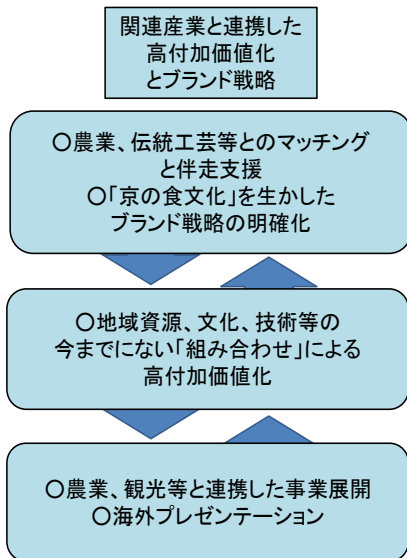 関連産業と連携した
高付加価値化
とブランド戦略
〇農業、伝統工芸等とのマッチング
と伴走支援
〇「京の食文化」を生かした
ブランド戦略の明確化
〇地域資源、文化、技術等の
今までにない「組み合わせ」による
高付加価値化
〇農業、観光等と連携した事業展開
〇海外プレゼンテーション